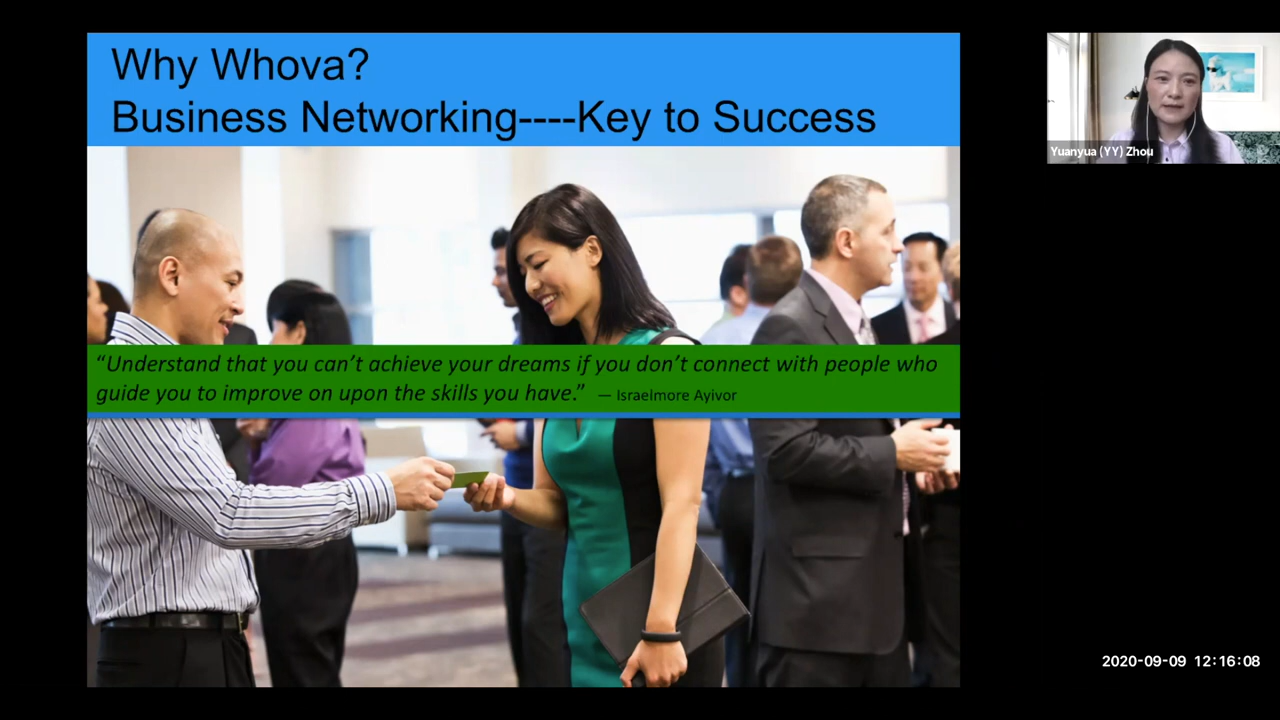 Why Whova?
Business Networking----Key to Success
“Understand that you can’t achieve your dreams if you don’t connect with people who
guide you to improve on upon the skills you have.” — Israelmore Ayivor
Yuanyua (YY) Zhou
2020-09-09 12:16:08